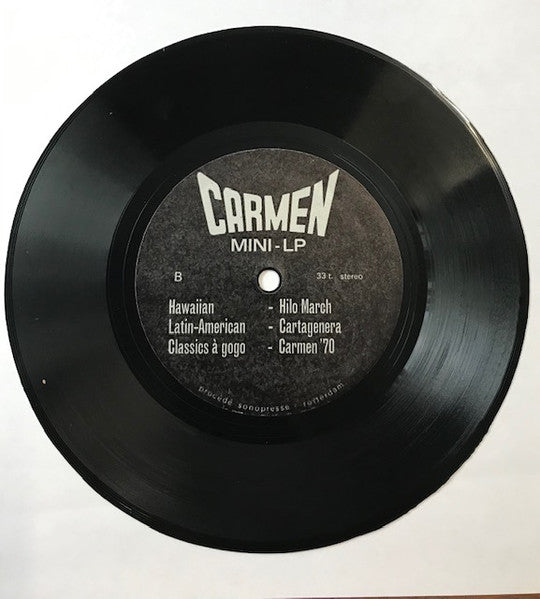 CARMEN
MINI-LP
B 33 t. stereo
Hawaiian - Hilo March
Latin-American - Cartagenera
Classics à gogo - Carmen '70
procédé sonopresse - rotterdam